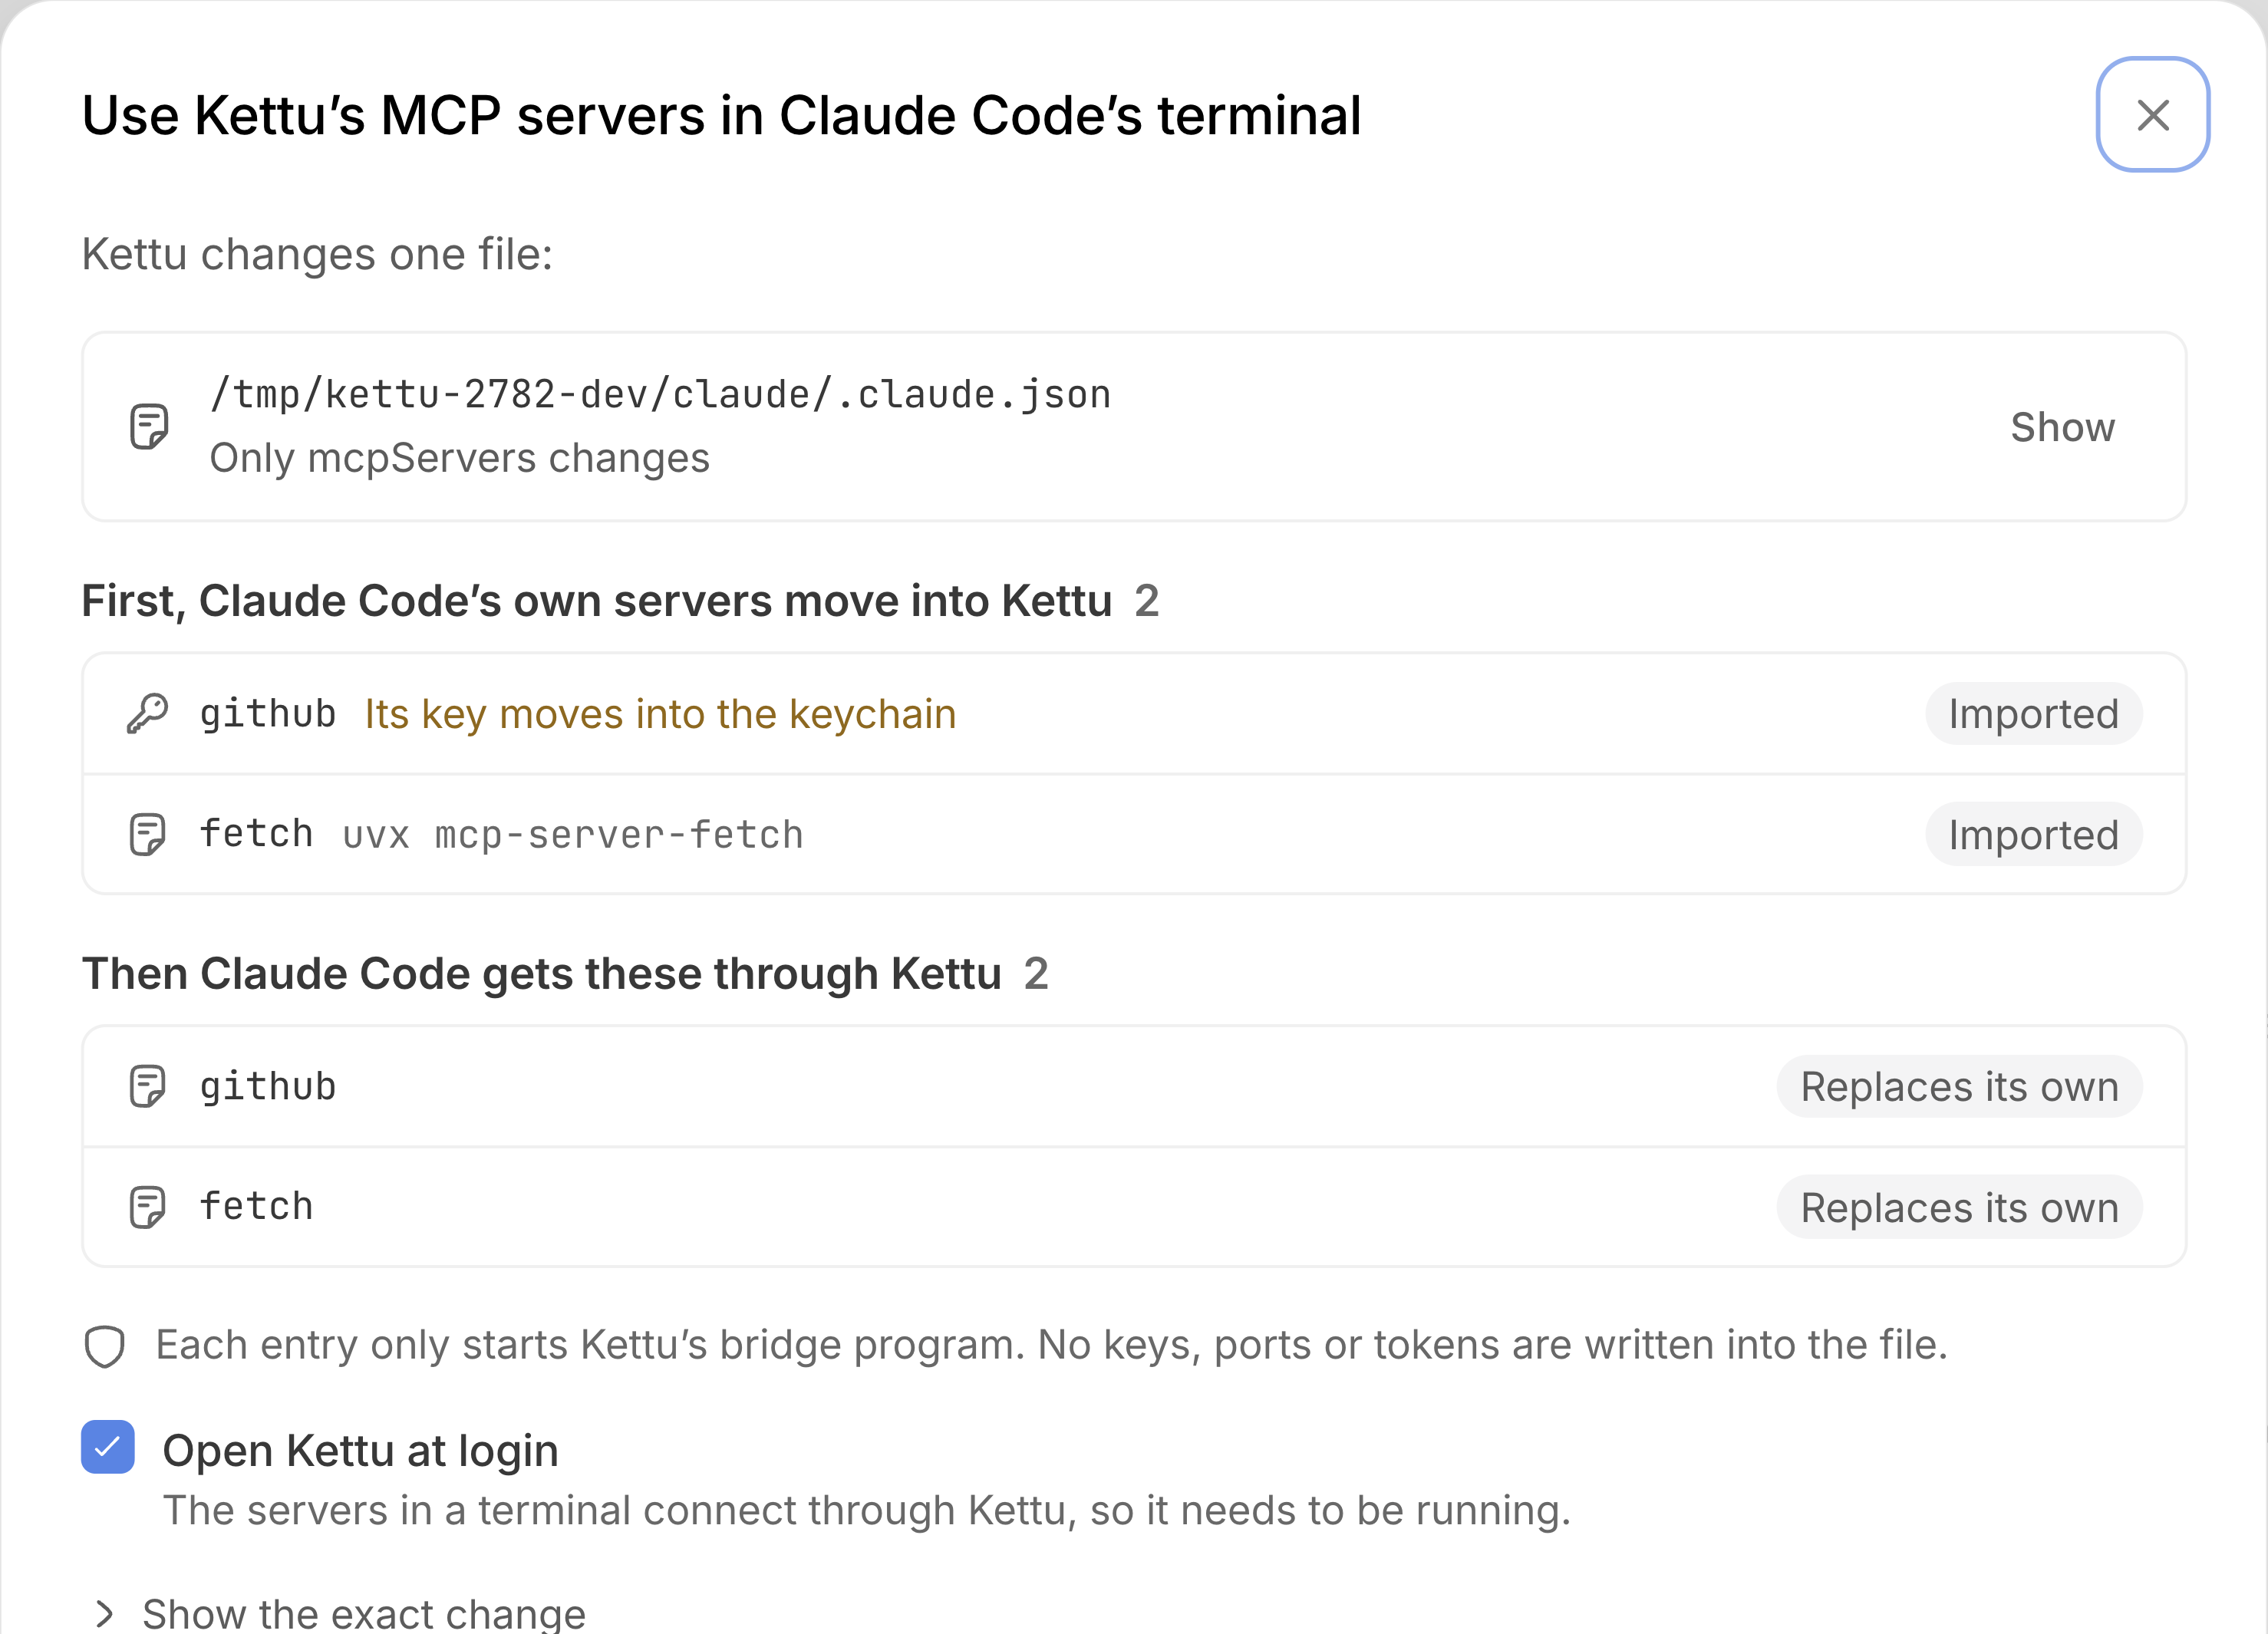 Use Kettu’s MCP servers in Claude Code’s terminal
Kettu changes one file:
/tmp/kettu-2782-dev/claude/.claude.json
Only mcpServers changes
Show
First, Claude Code’s own servers move into Kettu 2
github Its key moves into the keychain Imported
fetch uvx mcp-server-fetch Imported
Then Claude Code gets these through Kettu 2
github Replaces its own
fetch Replaces its own
Each entry only starts Kettu’s bridge program. No keys, ports or tokens are written into the file.
Open Kettu at login
The servers in a terminal connect through Kettu, so it needs to be running.
Show the exact change